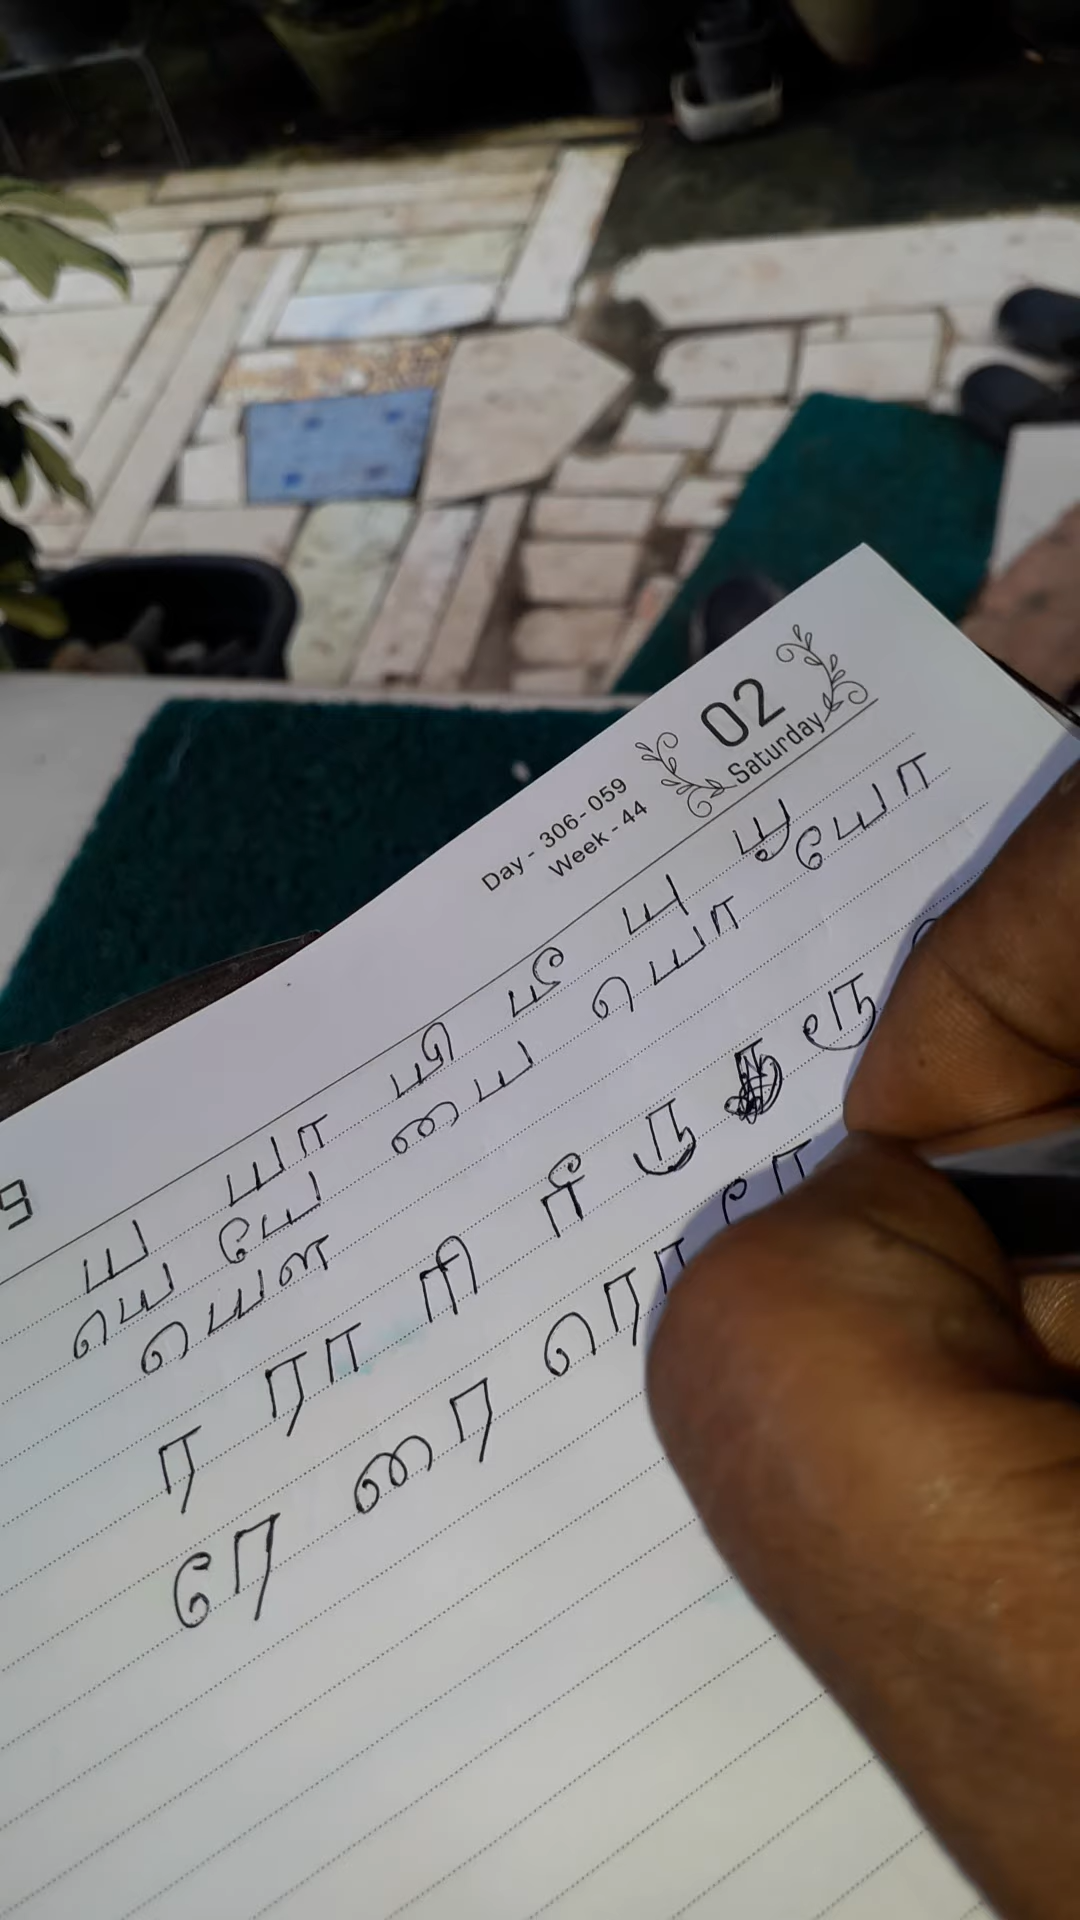 Day - 306-059
Week - 44
02
Saturday
ய யா யி யீ யு யூ
யெ யே யை யொ யோ
யௌ
ர ரா ரி ரீ ரு ரூ
ரே ரை ரொ